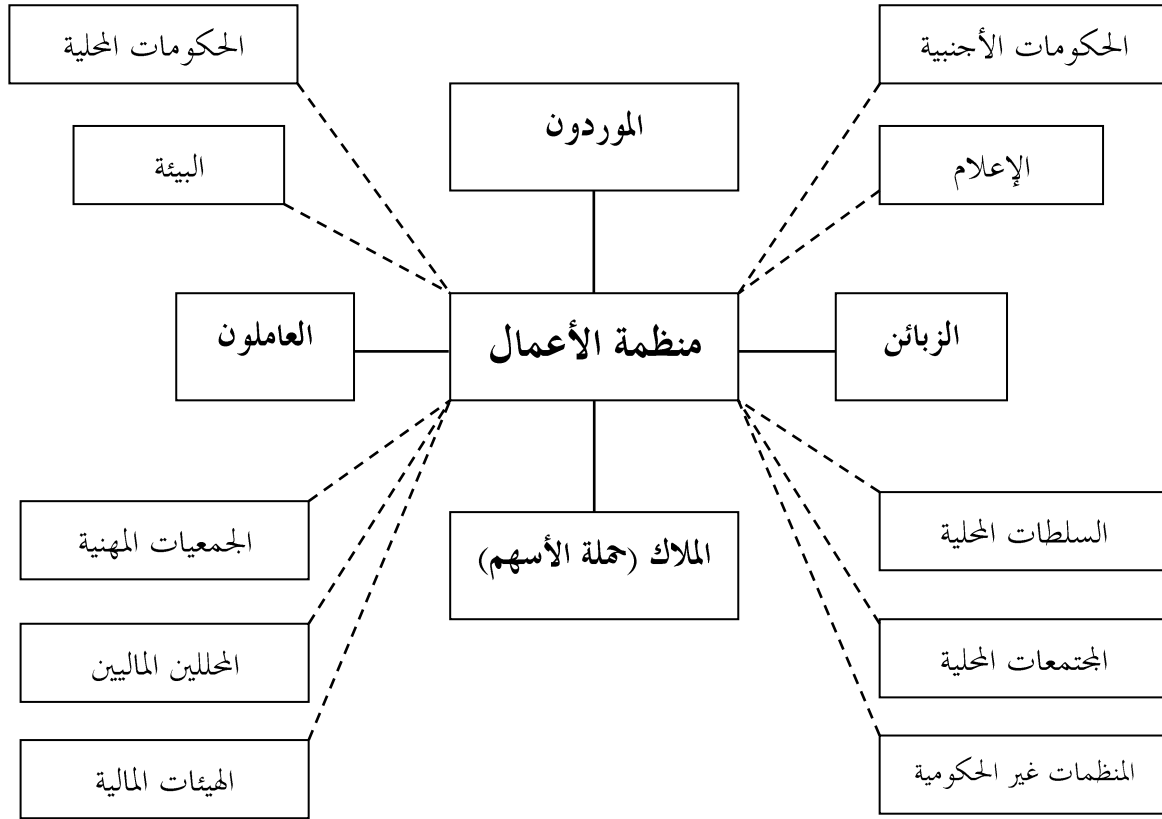 الحكومات الأجنبية
الحكومات المحلية
الموردون
الإعلام
البيئة
الزبائن
منظمة الأعمال
العاملون
السلطات المحلية
الملاك (حملة الأسهم)
الجمعيات المهنية
المجتمعات المحلية
المحللين الماليين
المنظمات غير الحكومية
الهيئات المالية